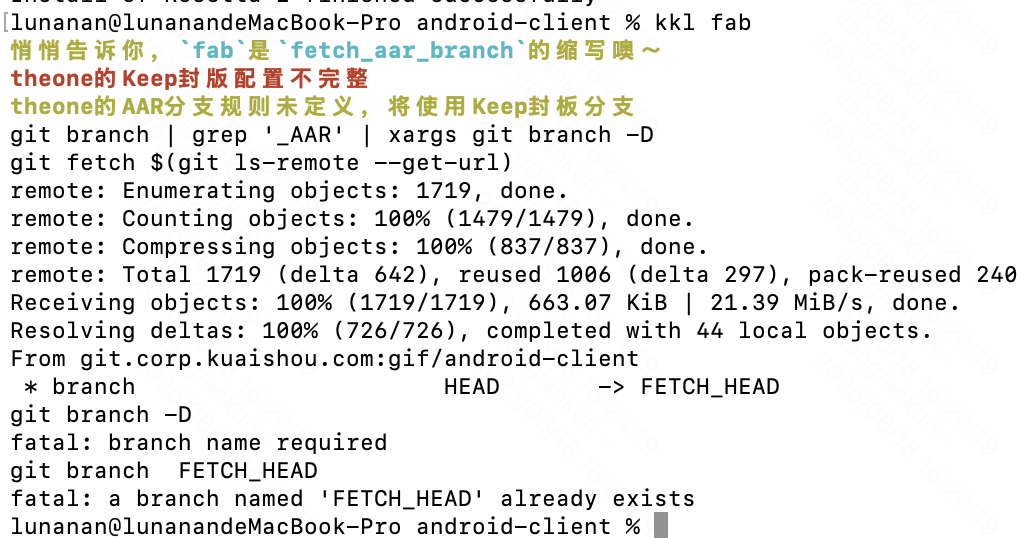 lunanan@lunanandeMacBook-Pro android-client % kkl fab
悄悄告诉你，`fab`是`fetch_aar_branch`的缩写噢～
theone的Keep封版配置不完整
theone的AAR分支规则未定义，将使用Keep封板分支
git branch | grep '_AAR' | xargs git branch -D
git fetch $(git ls-remote --get-url)
remote: Enumerating objects: 1719, done.
remote: Counting objects: 100% (1479/1479), done.
remote: Compressing objects: 100% (837/837), done.
remote: Total 1719 (delta 642), reused 1006 (delta 297), pack-reused 240
Receiving objects: 100% (1719/1719), 663.07 KiB | 21.39 MiB/s, done.
Resolving deltas: 100% (726/726), completed with 44 local objects.
From git.corp.kuaishou.com:gif/android-client
 * branch                      HEAD       -> FETCH_HEAD
git branch -D
fatal: branch name required
git branch  FETCH_HEAD
fatal: a branch named 'FETCH_HEAD' already exists
lunanan@lunanandeMacBook-Pro android-client %